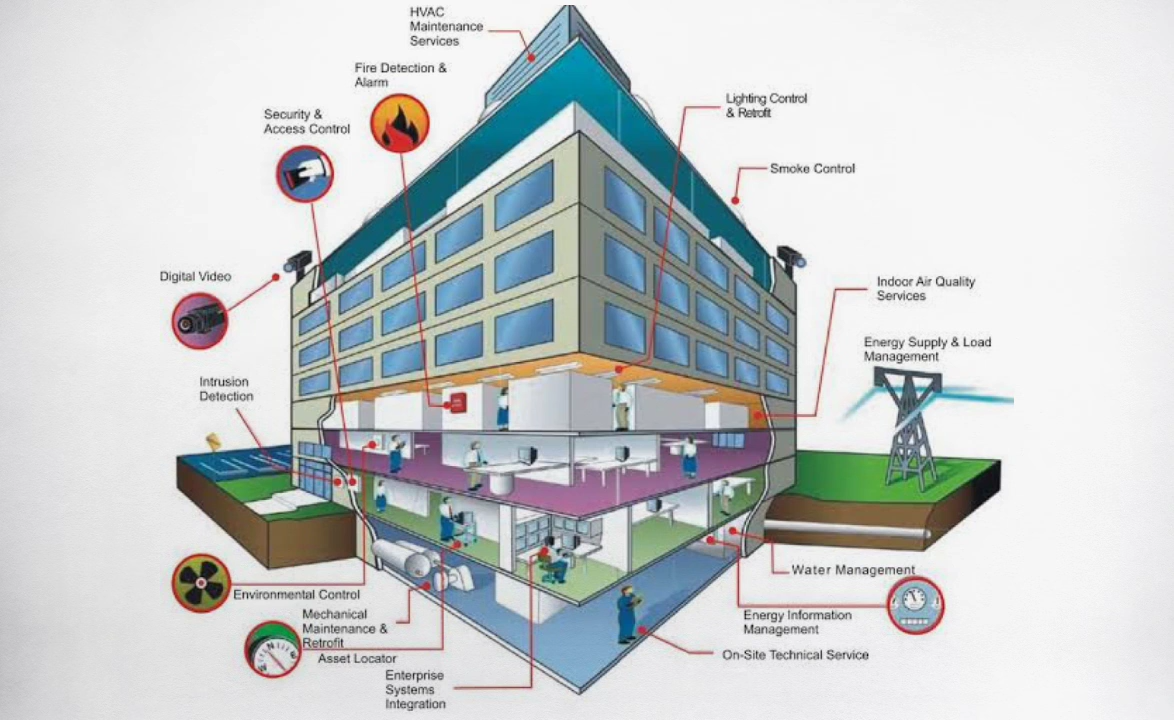 HVAC
Maintenance
Services
Fire Detection &
Alarm
Security &
Access Control
Lighting Control
& Retrofit
Smoke Control
Digital Video
Indoor Air Quality
Services
Energy Supply & Load
Management
Intrusion
Detection
Environmental Control
Water Management
Mechanical
Maintenance &
Retrofit
Energy Information
Management
Asset Locator
On-Site Technical Service
Enterprise
Systems
Integration